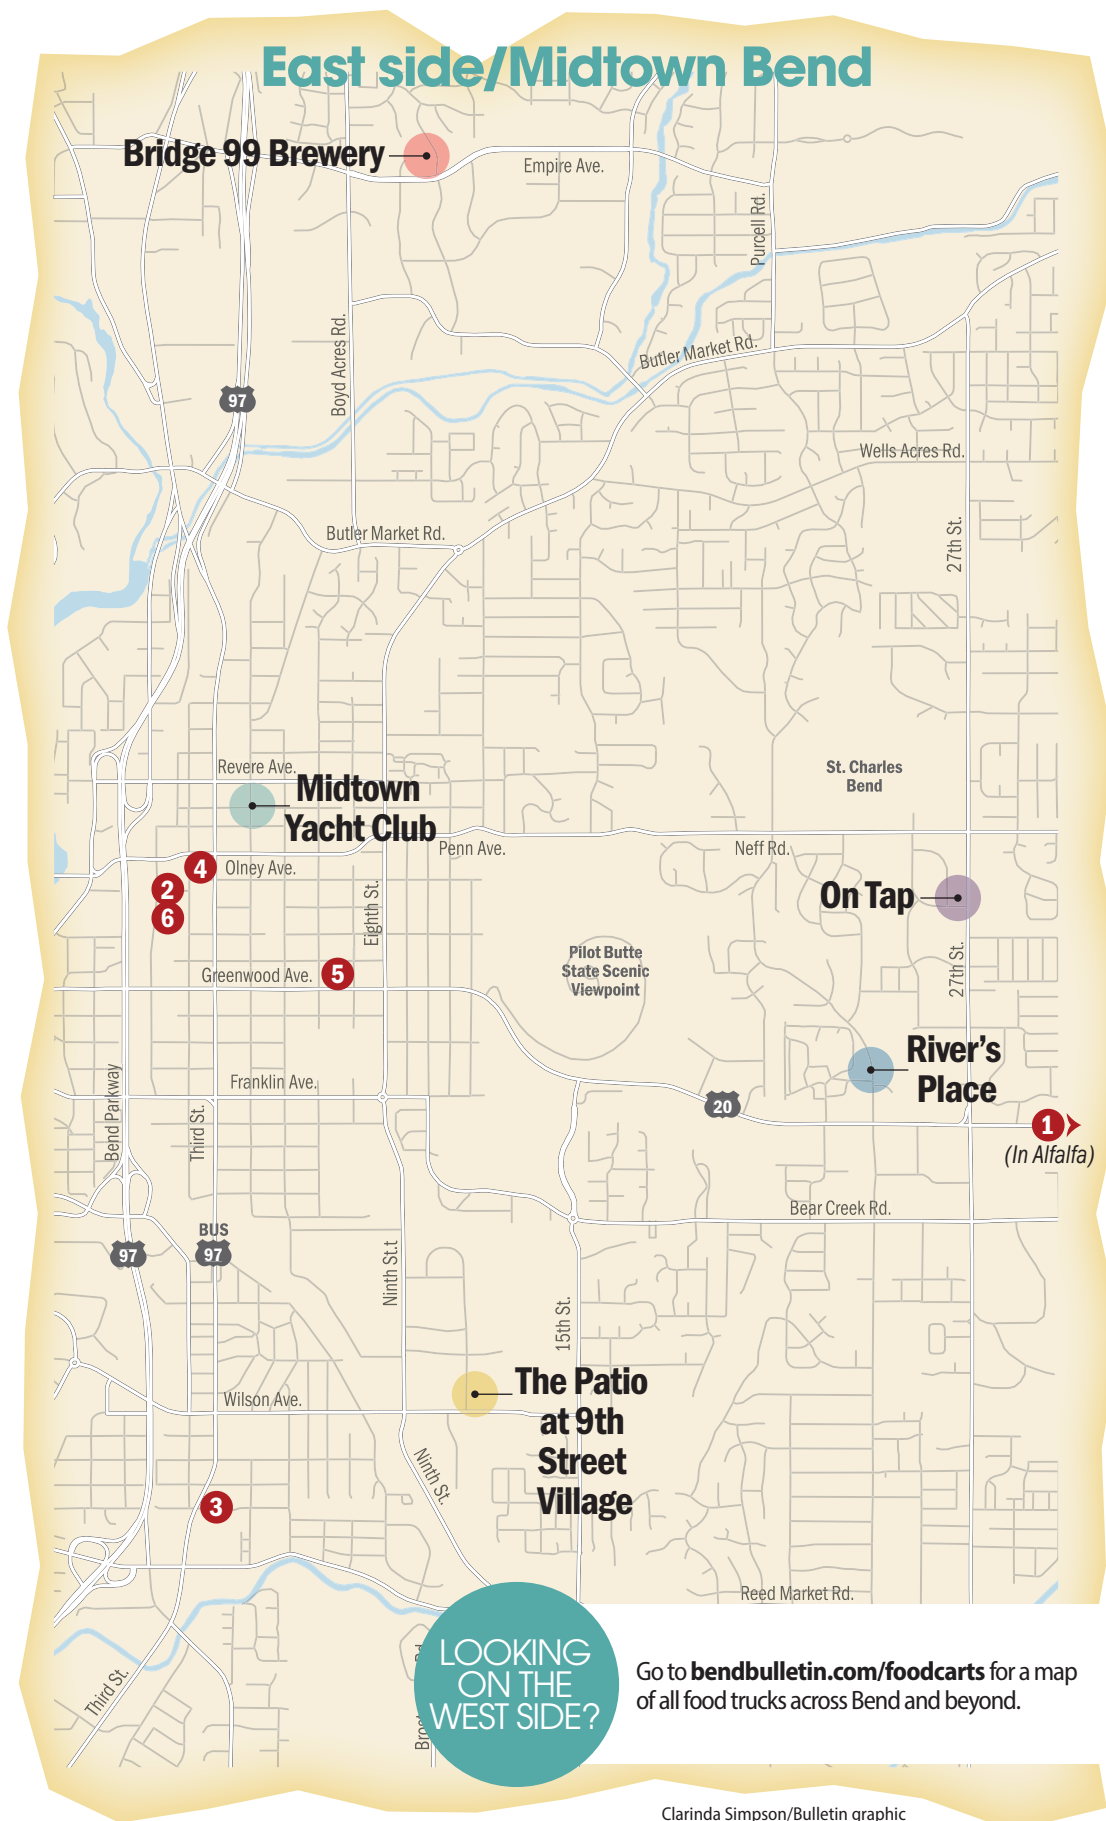 East side/Midtown Bend
Bridge 99 Brewery
Empire Ave.
Purcell Rd.
Boyd Acres Rd.
Butler Market Rd.
97
Wells Acres Rd.
27th St.
Butler Market Rd.
Revere Ave.
Midtown
Yacht Club
St. Charles
Bend
Penn Ave.
Neff Rd.
4
Olney Ave.
2
6
Eighth St.
On Tap
Greenwood Ave.
5
Pilot Butte
State Scenic
Viewpoint
27th St.
River's
Place
Bend Parkway
Franklin Ave.
Third St.
20
1
(In Alfalfa)
Bear Creek Rd.
BUS
97
97
Ninth St.t
15th St.
The Patio
at 9th
Street
Village
Wilson Ave.
Ninth St.
3
Reed Market Rd.
Third St.
LOOKING
ON THE
WEST SIDE?
Go to bendbulletin.com/foodcarts for a map
of all food trucks across Bend and beyond.
Clarinda Simpson/Bulletin graphic